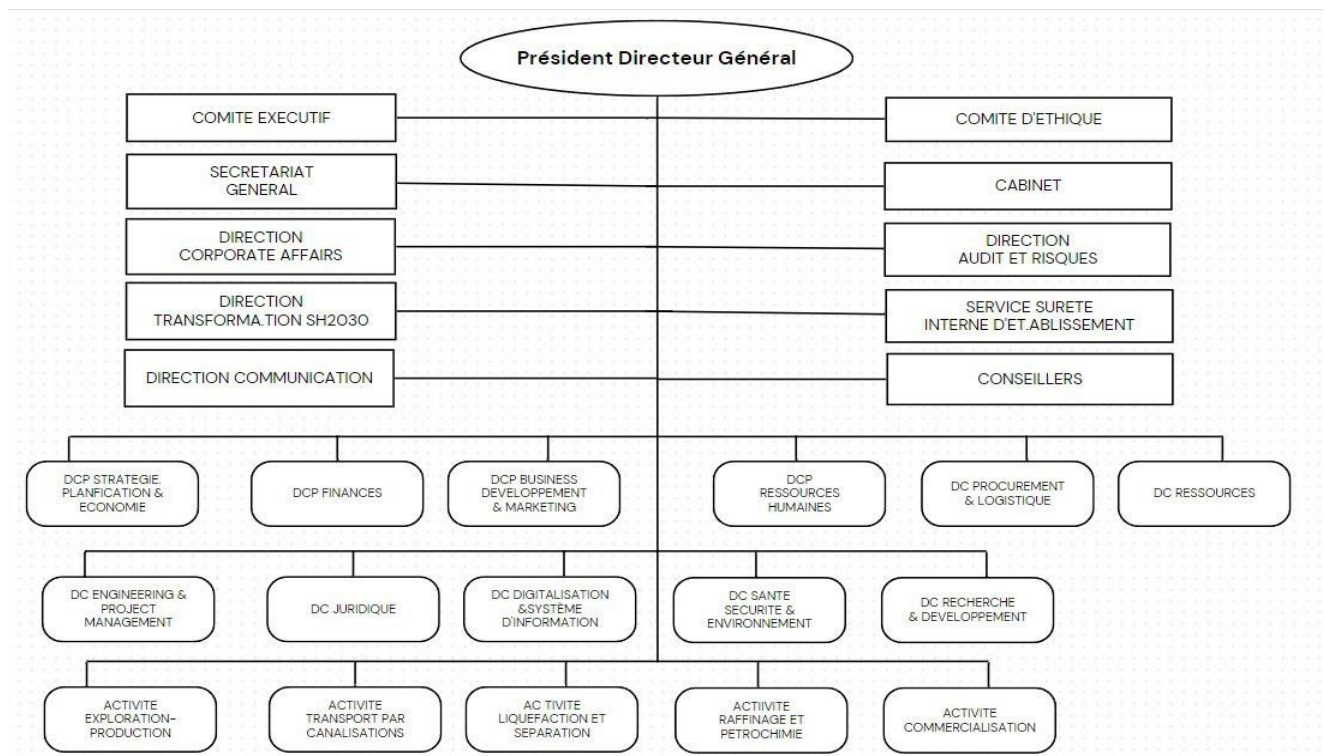 Président Directeur Général
COMITE EXECUTIF
COMITE D'ETHIQUE
SECRETARIAT
GENERAL
CABINET
DIRECTION
CORPORATE AFFAIRS
DIRECTION
AUDIT ET RISQUES
DIRECTION
TRANSFORMA.TION SH2030
SERVICE SURETE
INTERNE D'ET.ABLISSEMENT
DIRECTION COMMUNICATION
CONSEILLERS
DCP STRATEGIE.
PLANFICATION &
ECONOMIE
DCP FINANCES
DCP BUSINESS
DEVELOPPEMENT
& MARKETING
DCP
RESSOURCES
HUMAINES
DC PROCUREMENT
& LOGISTIQUE
DC RESSOURCES
DC ENGINEERING &
PROJECT
MANAGEMENT
DC JURIDIQUE
DC DIGITALISATION
&SYSTÈME
D'INFORMATION
DC SANTE
SECURITE &
ENVIRONNEMENT
DC RECHERCHE
& DEVELOPPEMENT
ACTIVITE
EXPLORATION-
PRODUCTION
ACTIVITE
TRANSPORT PAR
CANALISATIONS
AC TIVITE
LIQUEFACTION ET
SEPARATION
ACTIVITE
RAFFINAGE ET
PETROCHIMIE
ACTIVITE
COMMERCIALISATION